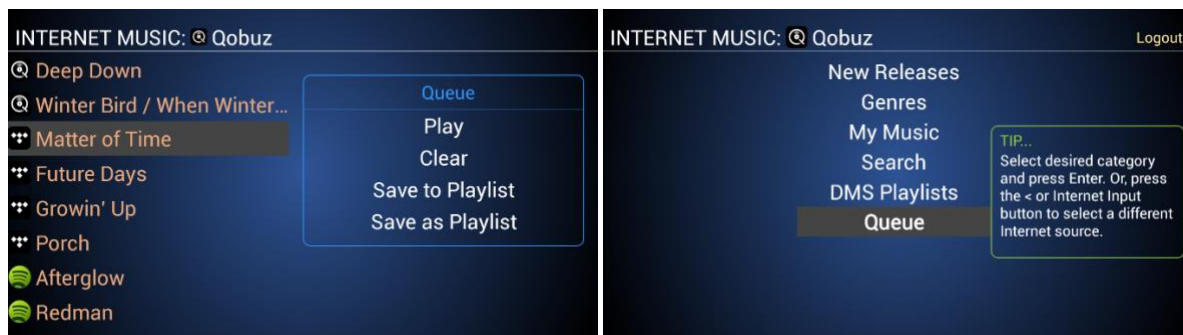 INTERNET MUSIC: Qobuz
Deep Down
Winter Bird / When Winter...
Matter of Time
Future Days
Growin' Up
Porch
Afterglow
Redman
Queue
Play
Clear
Save to Playlist
Save as Playlist
INTERNET MUSIC: Qobuz
Logout
New Releases
Genres
My Music
Search
DMS Playlists
Queue
TIP...
Select desired category
and press Enter. Or, press
the < or Internet Input
button to select a different
Internet source.